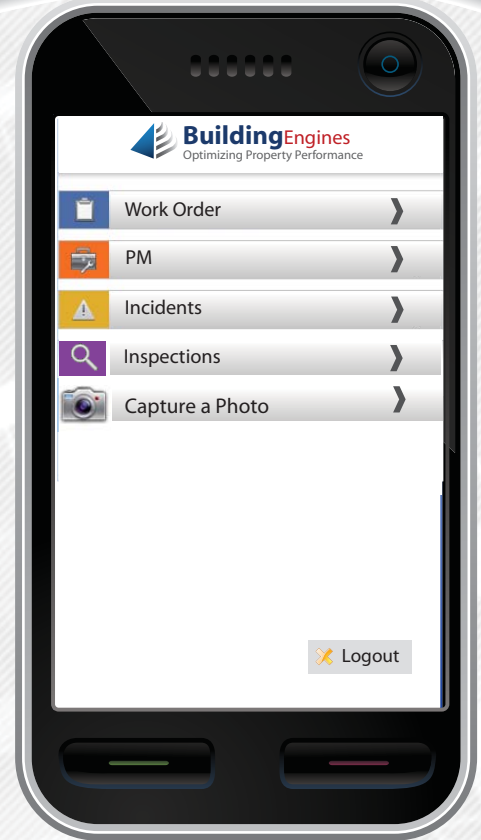 BuildingEngines
Optimizing Property Performance
Work Order
PM
Incidents
Inspections
Capture a Photo
Logout